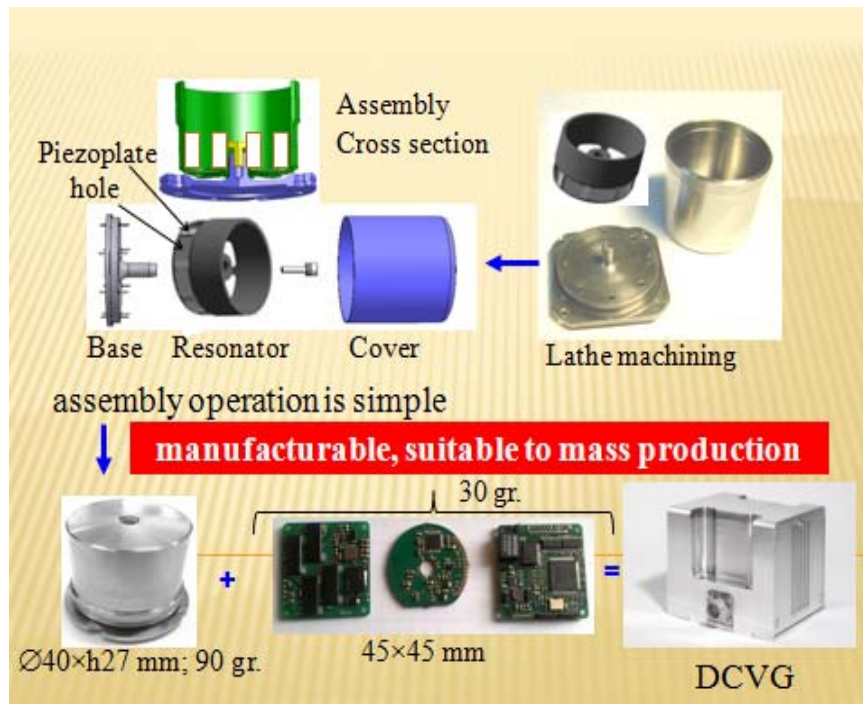 Assembly
Cross section
Piezoplate
hole
Base
Resonator
Cover
Lathe machining
assembly operation is simple
manufacturable, suitable to mass production
30 gr.
+
=
Ø40×h27 mm; 90 gr.
45×45 mm
DCVG